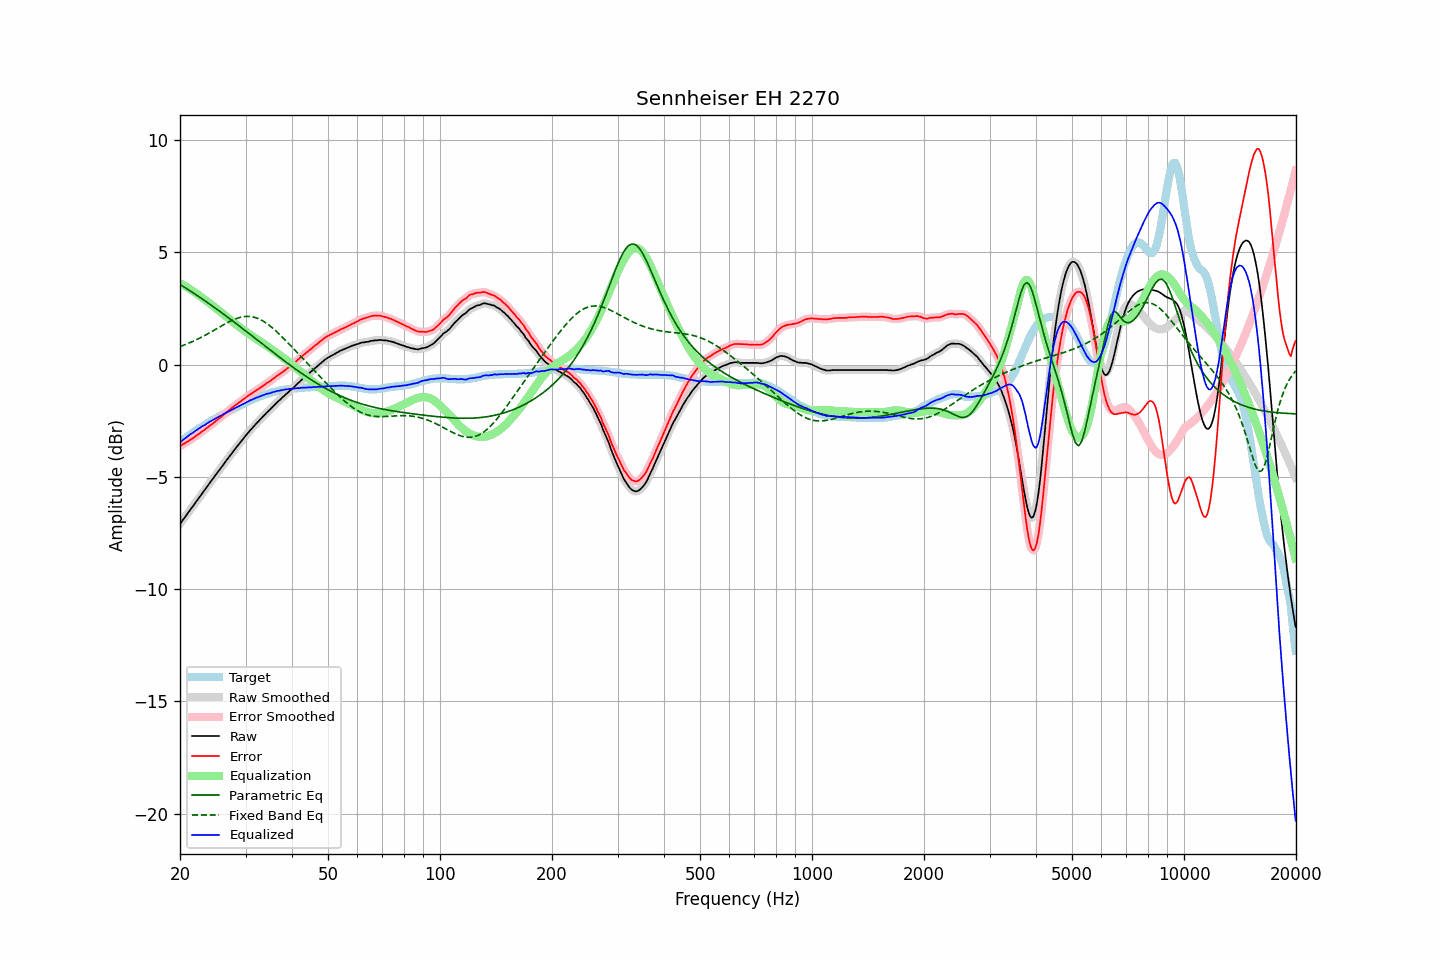 Sennheiser EH 2270
Amplitude (dBr)
10
5
0
−5
−10
−15
−20
Target
Raw Smoothed
Error Smoothed
Raw
Error
Equalization
Parametric Eq
Fixed Band Eq
Equalized
20 50 100 200 500 1000 2000 5000 10000 20000
Frequency (Hz)